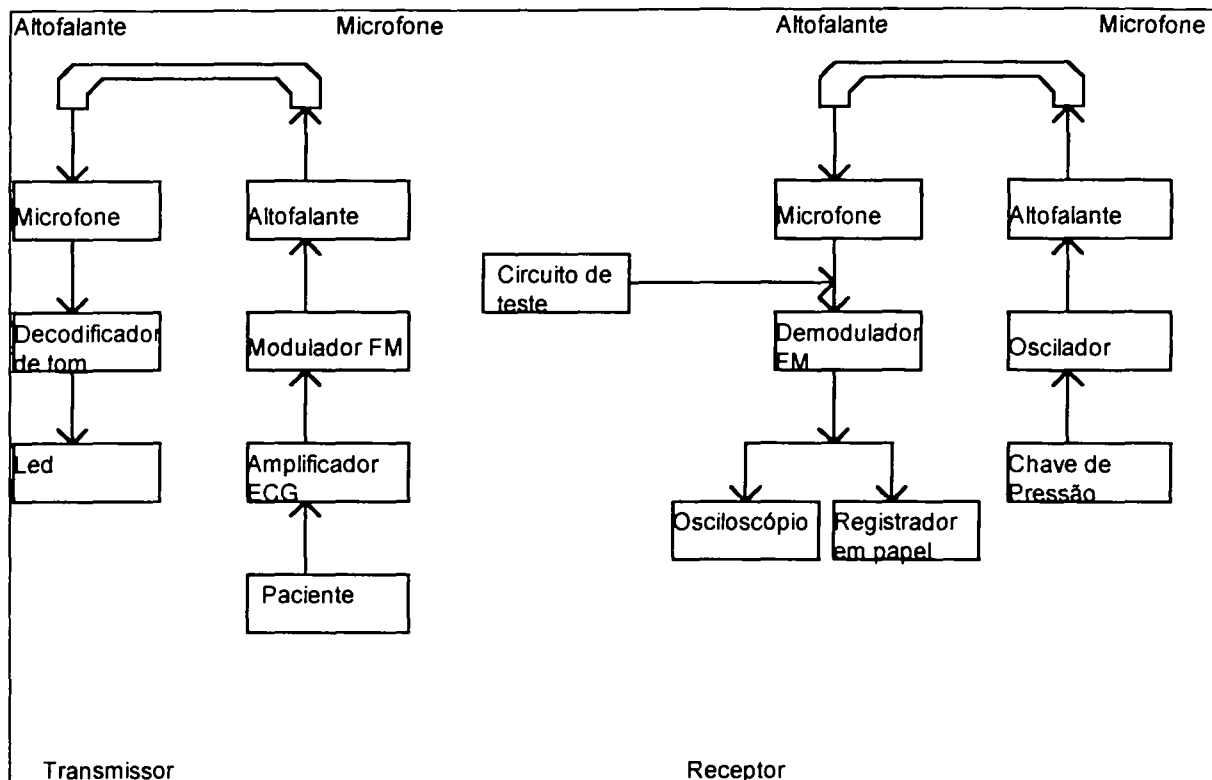 Altofalante
Microfone
Altofalante
Microfone
Microfone
Altofalante
Microfone
Altofalante
Circuito de
teste
Decodificador
de tom
Modulador FM
Demodulador
FM
Oscilador
Led
Amplificador
ECG
Chave de
Pressão
Osciloscópio
Registrador
em papel
Paciente
Transmissor
Receptor